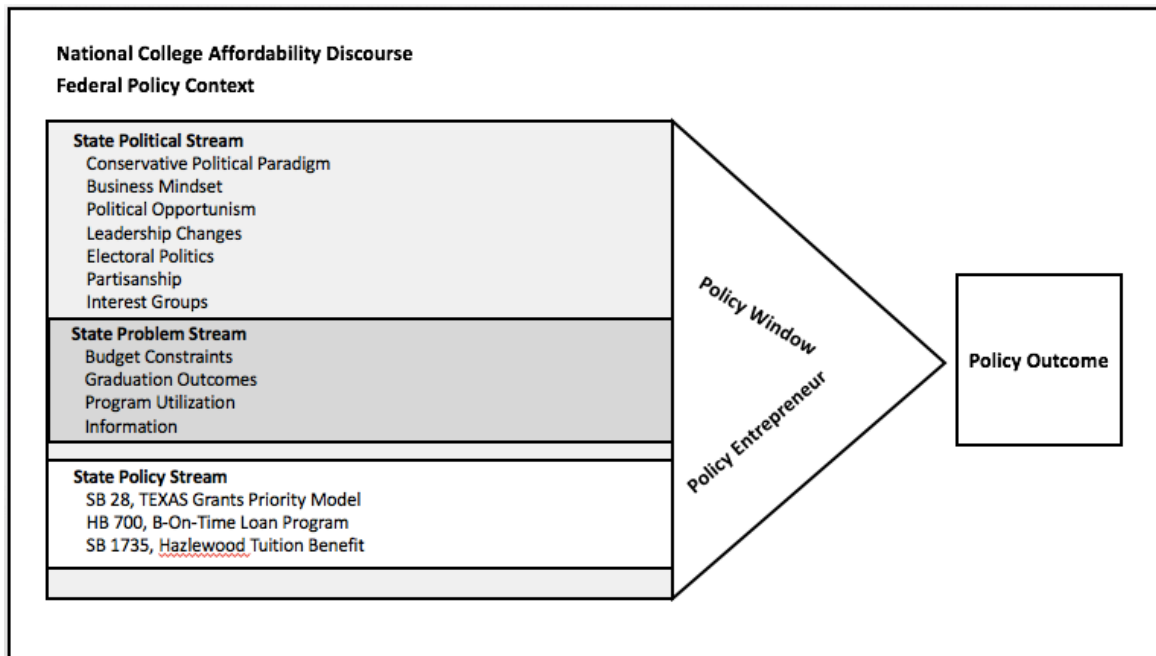 National College Affordability Discourse
Federal Policy Context
State Political Stream
Conservative Political Paradigm
Business Mindset
Political Opportunism
Leadership Changes
Electoral Politics
Partisanship
Interest Groups
State Problem Stream
Budget Constraints
Graduation Outcomes
Program Utilization
Information
State Policy Stream
SB 28, TEXAS Grants Priority Model
HB 700, B-On-Time Loan Program
SB 1735, Hazlewood Tuition Benefit
Policy Window
Policy Entrepreneur
Policy Outcome